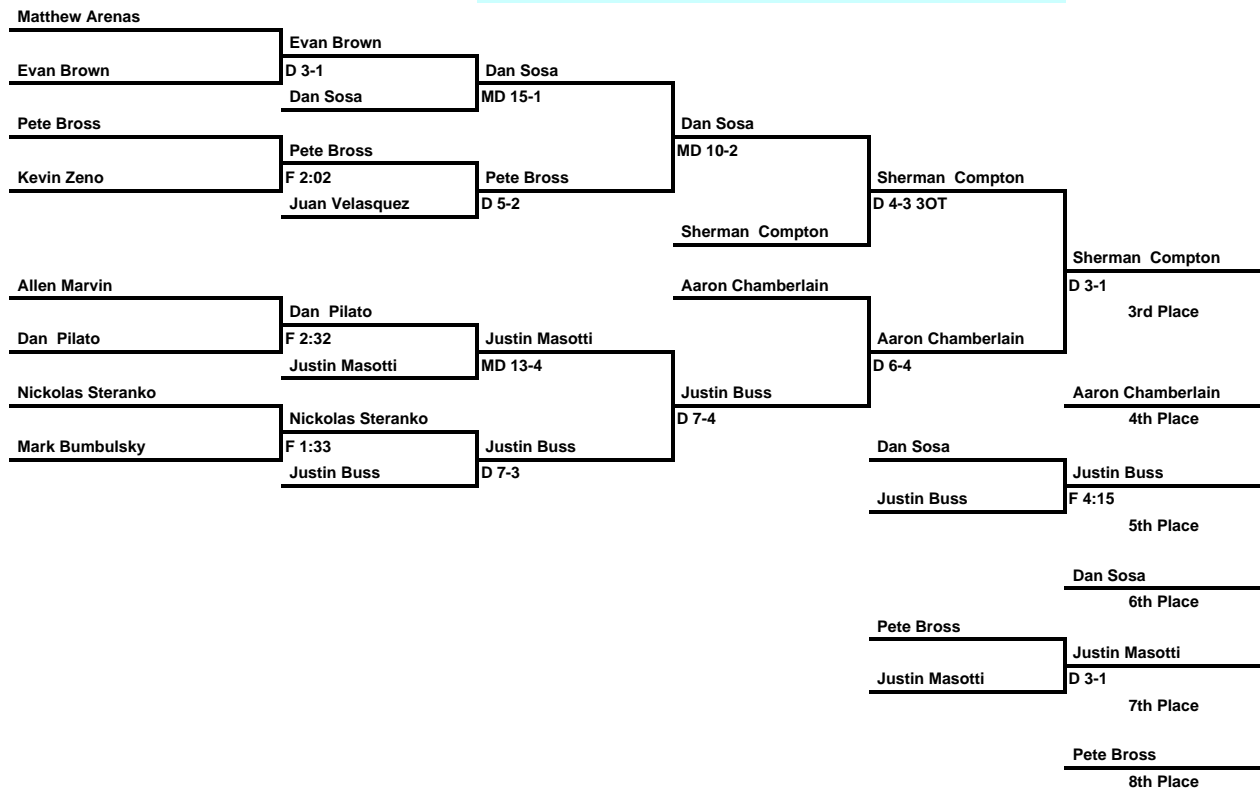 Matthew Arenas
Evan Brown
Evan Brown
D 3-1
Dan Sosa
Dan Sosa
MD 15-1
Pete Bross
Pete Bross
Kevin Zeno
F 2:02
Juan Velasquez
Pete Bross
D 5-2
Dan Sosa
MD 10-2
Sherman  Compton
Sherman  Compton
D 4-3 3OT
Allen Marvin
Dan  Pilato
Dan  Pilato
F 2:32
Justin Masotti
Justin Masotti
MD 13-4
Nickolas Steranko
Nickolas Steranko
Mark Bumbulsky
F 1:33
Justin Buss
Justin Buss
D 7-3
Justin Buss
D 7-4
Aaron Chamberlain
Aaron Chamberlain
D 6-4
Sherman  Compton
D 3-1
3rd Place
Aaron Chamberlain
4th Place
Dan Sosa
Justin Buss
Justin Buss
F 4:15
5th Place
Dan Sosa
6th Place
Pete Bross
Justin Masotti
Justin Masotti
D 3-1
7th Place
Pete Bross
8th Place